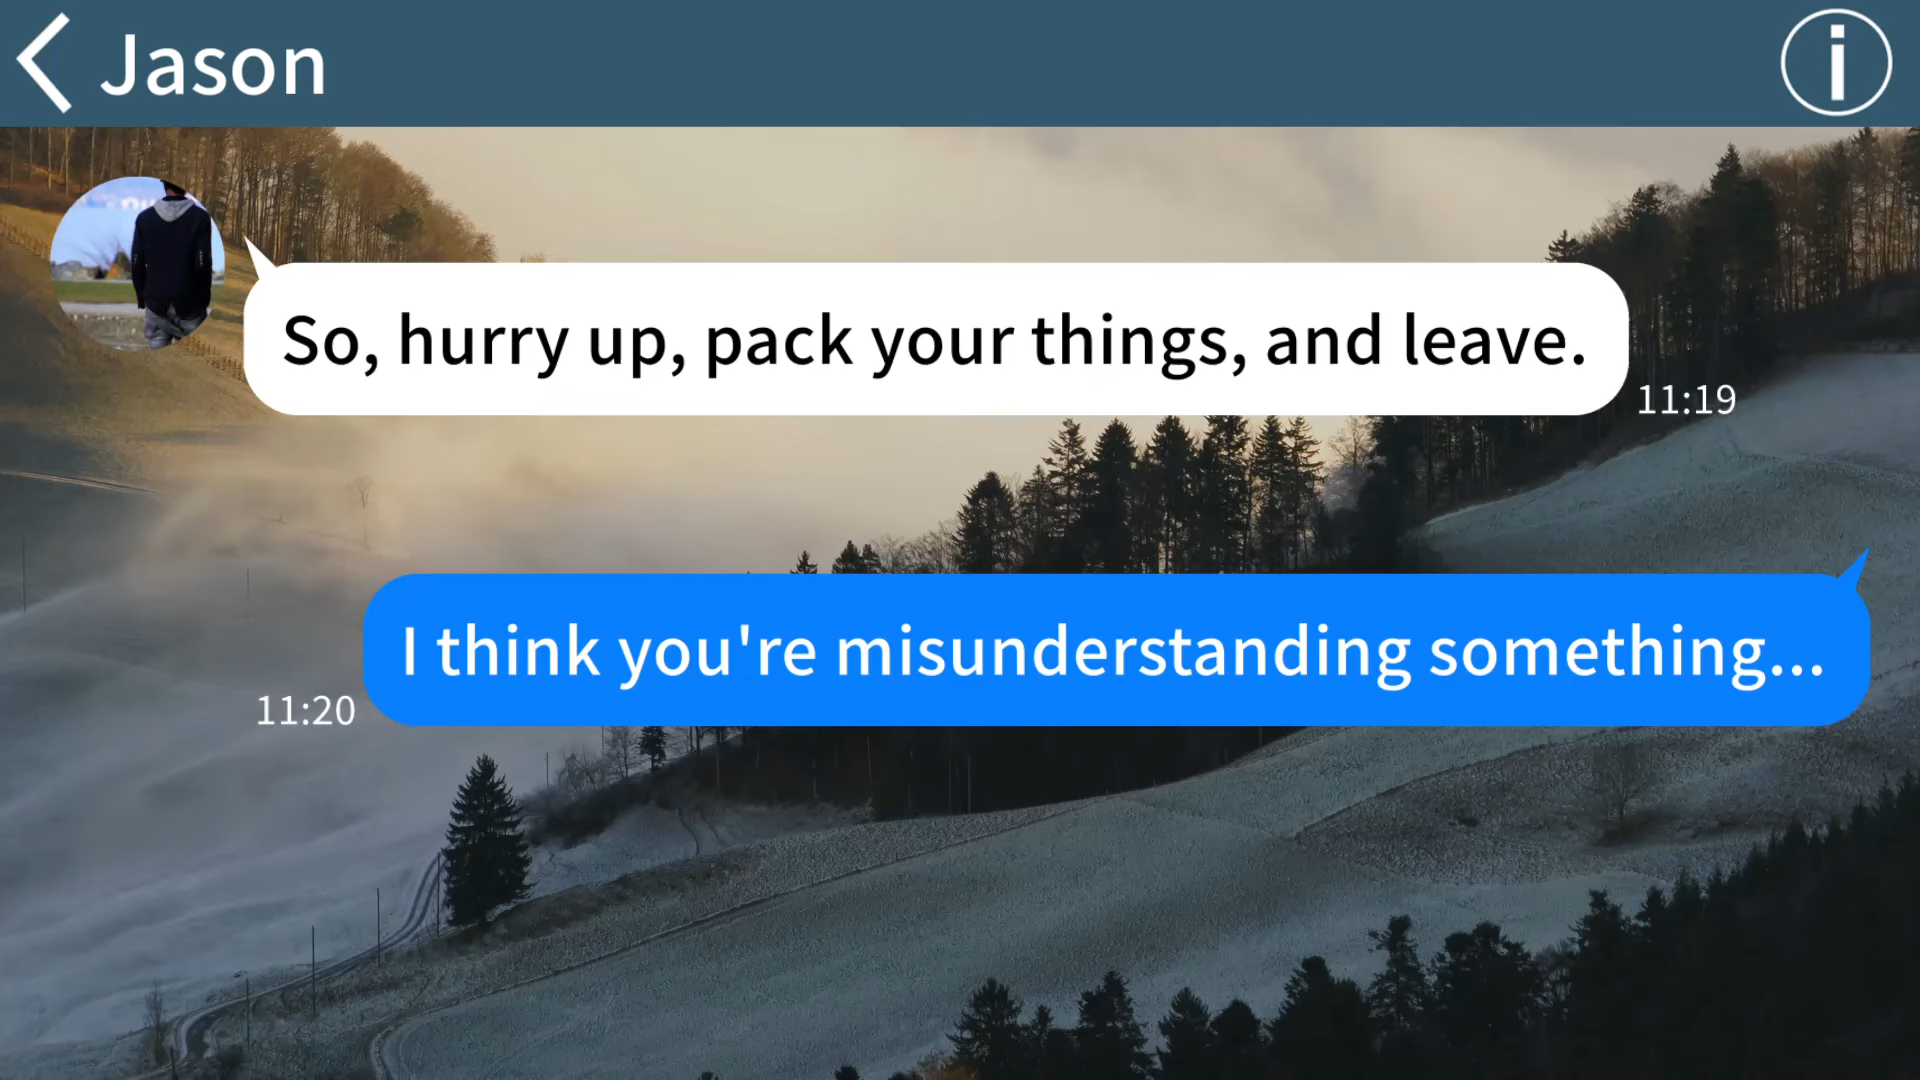 Jason
So, hurry up, pack your things, and leave.
11:19
I think you're misunderstanding something...
11:20